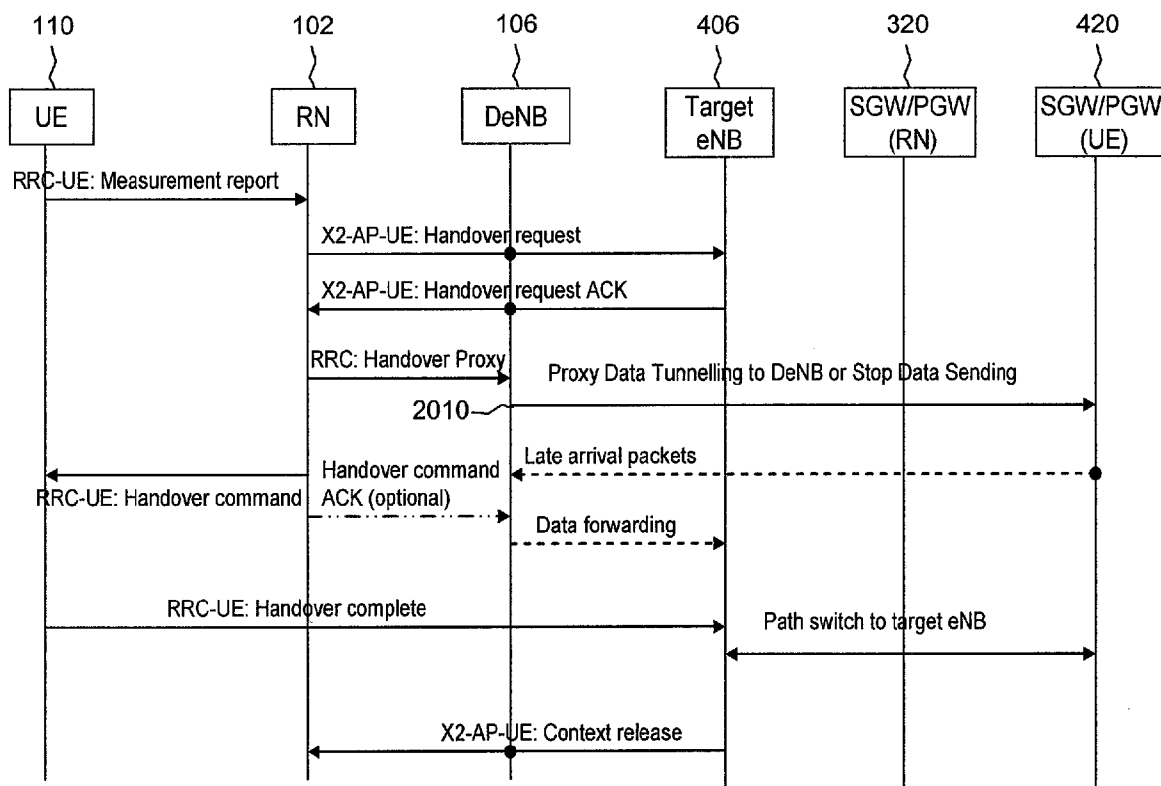 110 102 106 406 320 420
UE RN DeNB Target eNB SGW/PGW (RN) SGW/PGW (UE)
RRC-UE: Measurement report
X2-AP-UE: Handover request
X2-AP-UE: Handover request ACK
RRC: Handover Proxy
Proxy Data Tunnelling to DeNB or Stop Data Sending
2010
Late arrival packets
Handover command
RRC-UE: Handover command ACK (optional)
Data forwarding
RRC-UE: Handover complete
Path switch to target eNB
X2-AP-UE: Context release